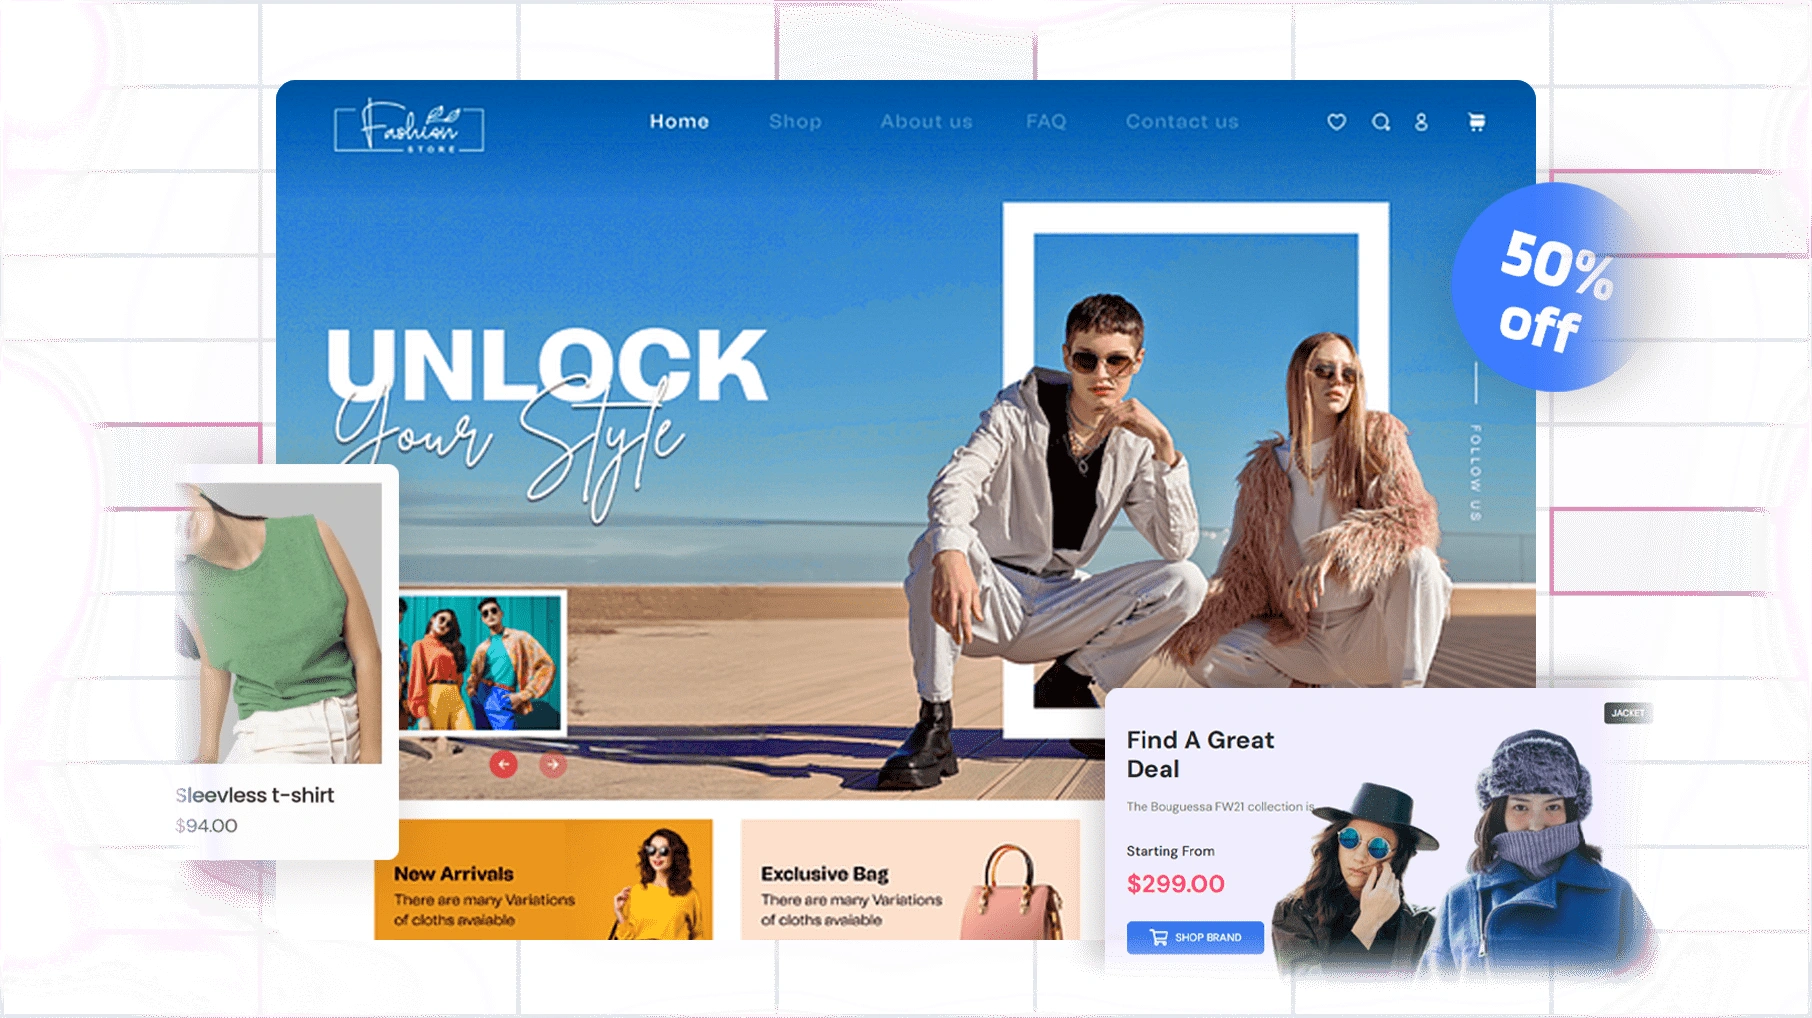 Fashion
STORE
Home Shop About us FAQ Contact us
50%
off
UNLOCK
Your Style
FOLLOW US
Sleevless t-shirt
$94.00
New Arrivals
There are many Variations
of cloths avaiable
Exclusive Bag
There are many Variations
of cloths avaiable
JACKET
Find A Great
Deal
The Bouguessa FW21 collection is
Starting From
$299.00
SHOP BRAND